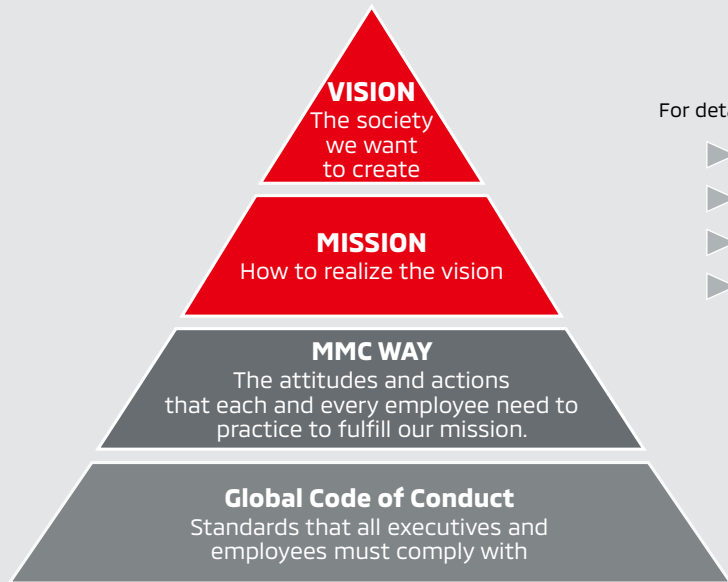 VISION
The society
we want
to create
For deta
MISSION
How to realize the vision
MMC WAY
The attitudes and actions
that each and every employee need to
practice to fulfill our mission.
Global Code of Conduct
Standards that all executives and
employees must comply with